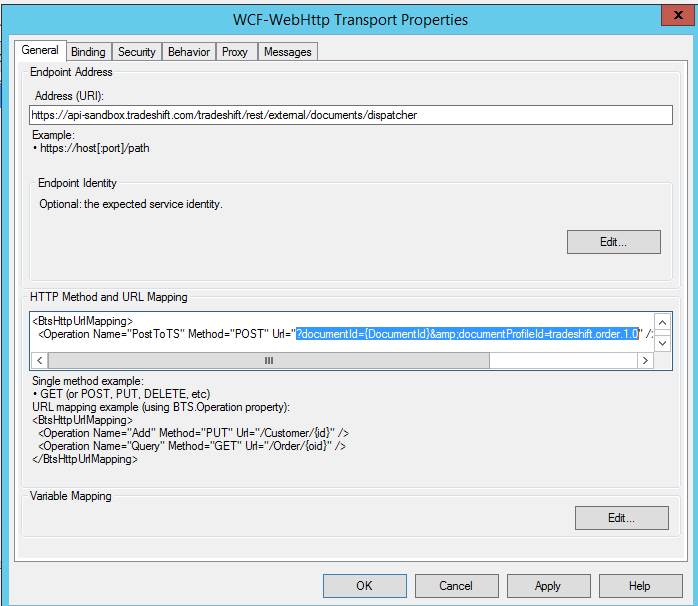 WCF-WebHttp Transport Properties
x
General Binding Security Behavior Proxy Messages
Endpoint Address
Address (URI):
https://api-sandbox.tradeshift.com/tradeshift/rest/external/documents/dispatcher
Example:
• https://host[:port]/path
Endpoint Identity
Optional: the expected service identity.
Edit...
HTTP Method and URL Mapping
<BtsHttpUrlMapping>
<Operation Name="PostToTS" Method="POST" Url="?documentId={DocumentId}&amp;documentProfileId=tradeshift.order.1.0" />
Single method example:
• GET (or POST, PUT, DELETE, etc)
URL mapping example (using BTS.Operation property):
<BtsHttpUrlMapping>
<Operation Name="Add" Method="PUT" Url="/Customer/{id}" />
<Operation Name="Query" Method="GET" Url="/Order/{oid}" />
</BtsHttpUrlMapping>
Variable Mapping
Edit...
OK Cancel Apply Help